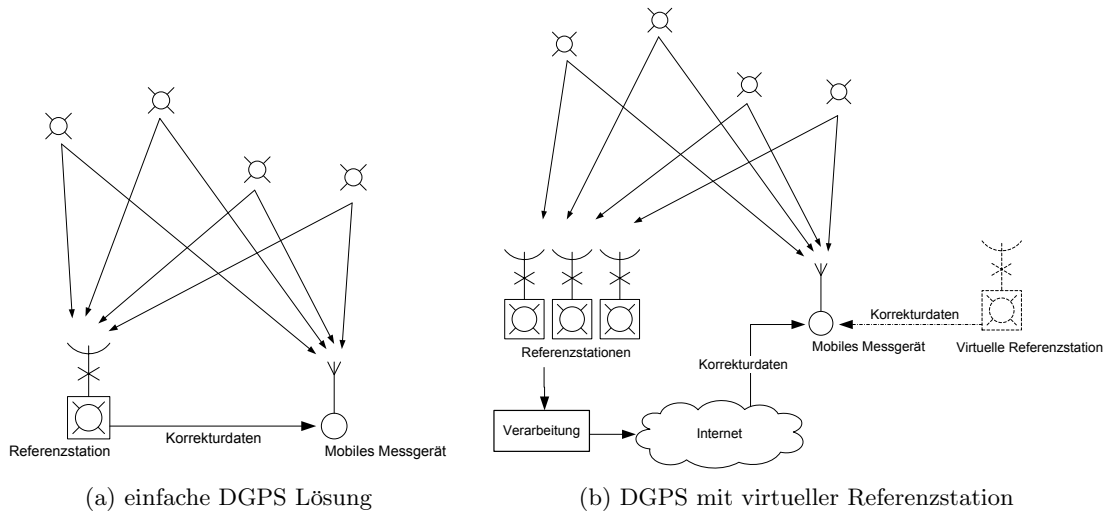 Korrekturdaten
Referenzstation
Mobiles Messgerät
(a) einfache DGPS Lösung
Korrekturdaten
Referenzstationen
Mobiles Messgerät
Virtuelle Referenzstation
Korrekturdaten
Verarbeitung
Internet
(b) DGPS mit virtueller Referenzstation